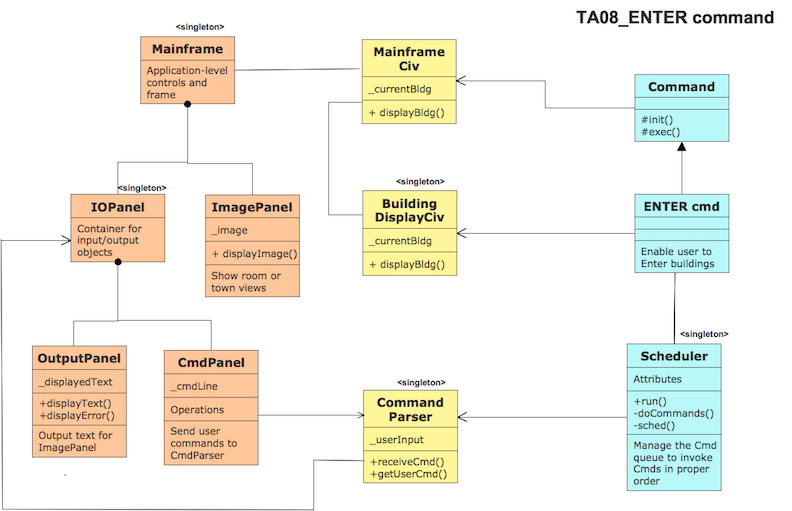 TA08_ENTER command
<singleton>
Mainframe
Application-level
controls and
frame
Mainframe
Civ
_currentBldg
+ displayBldg()
Command
#init()
#exec()
<singleton>
IOPanel
Container for
input/output
objects
ImagePanel
_image
+ displayImage()
Show room or
town views
<singleton>
Building
DisplayCiv
_currentBldg
+ displayBldg()
ENTER cmd
Enable user to
Enter buildings
OutputPanel
_displayedText
+displayText()
+displayError()
Output text for
ImagePanel
CmdPanel
_cmdLine
Operations
Send user
commands to
CmdParser
<singleton>
Command
Parser
_userInput
+receiveCmd()
+getUserCmd()
<singleton>
Scheduler
Attributes
+run()
-doCommands()
-sched()
Manage the Cmd
queue to invoke
Cmds in proper
order